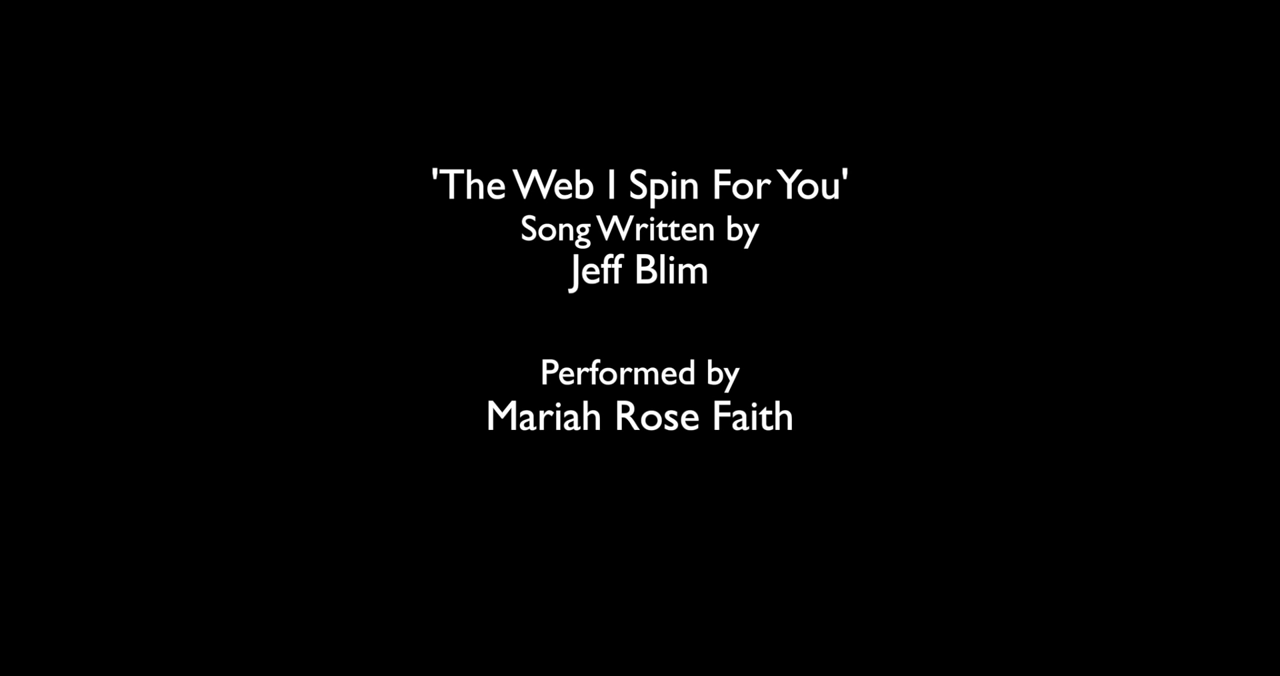 'The Web I Spin For You'
Song Written by
Jeff Blim
Performed by
Mariah Rose Faith